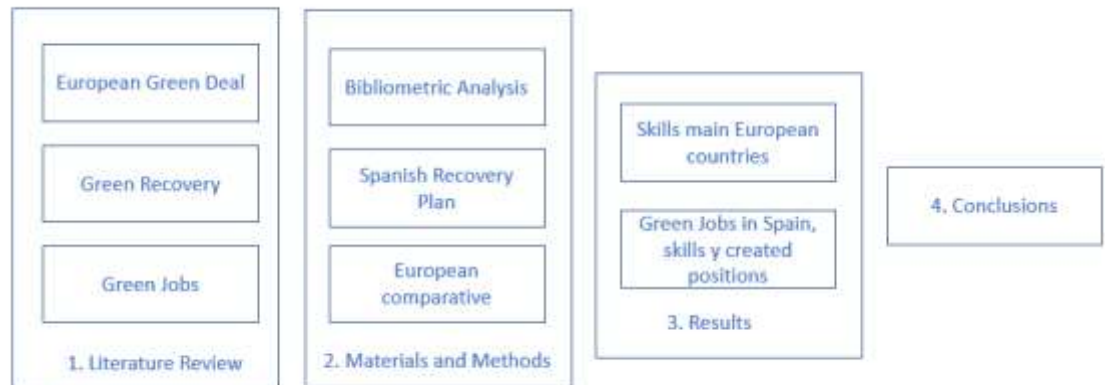 European Green Deal
Green Recovery
Green Jobs
1. Literature Review
Bibliometric Analysis
Spanish Recovery
Plan
European
comparative
2. Materials and Methods
Skills main European
countries
Green Jobs in Spain,
skills y created
positions
3. Results
4. Conclusions